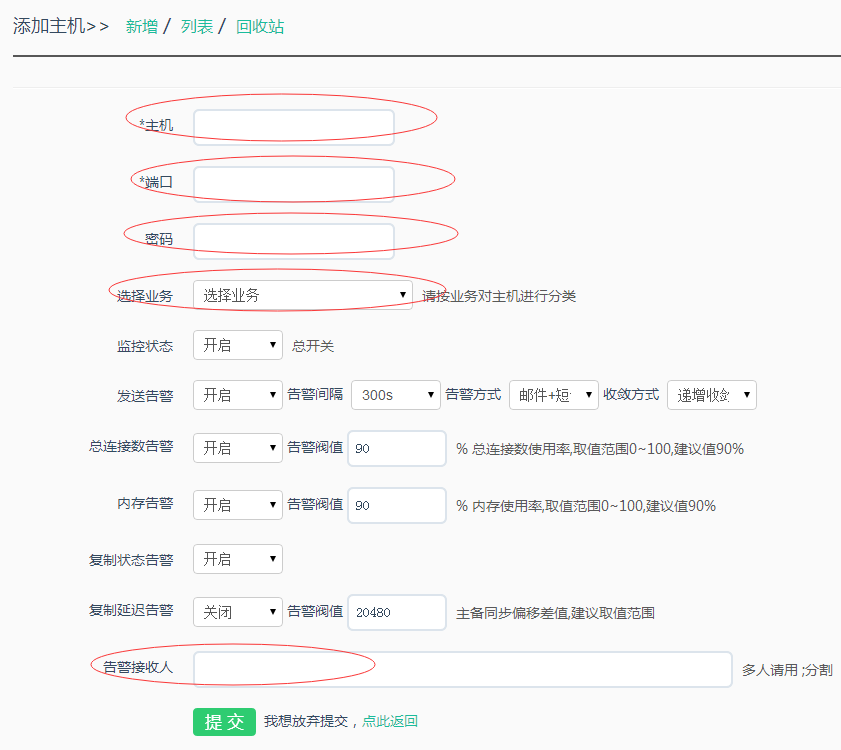 添加主机>> 新增 / 列表 / 回收站
*主机
*端口
密码
选择业务 选择业务 请按业务对主机进行分类
监控状态 开启 总开关
发送告警 开启 告警间隔 300s 告警方式 邮件+短 收敛方式 递增收敛
总连接数告警 开启 告警阀值 90 % 总连接数使用率,取值范围0~100,建议值90%
内存告警 开启 告警阀值 90 % 内存使用率,取值范围0~100,建议值90%
复制状态告警 开启
复制延迟告警 关闭 告警阀值 20480 主备同步偏移差值,建议取值范围
告警接收人 多人请用 ;分割
提 交 我想放弃提交，点此返回